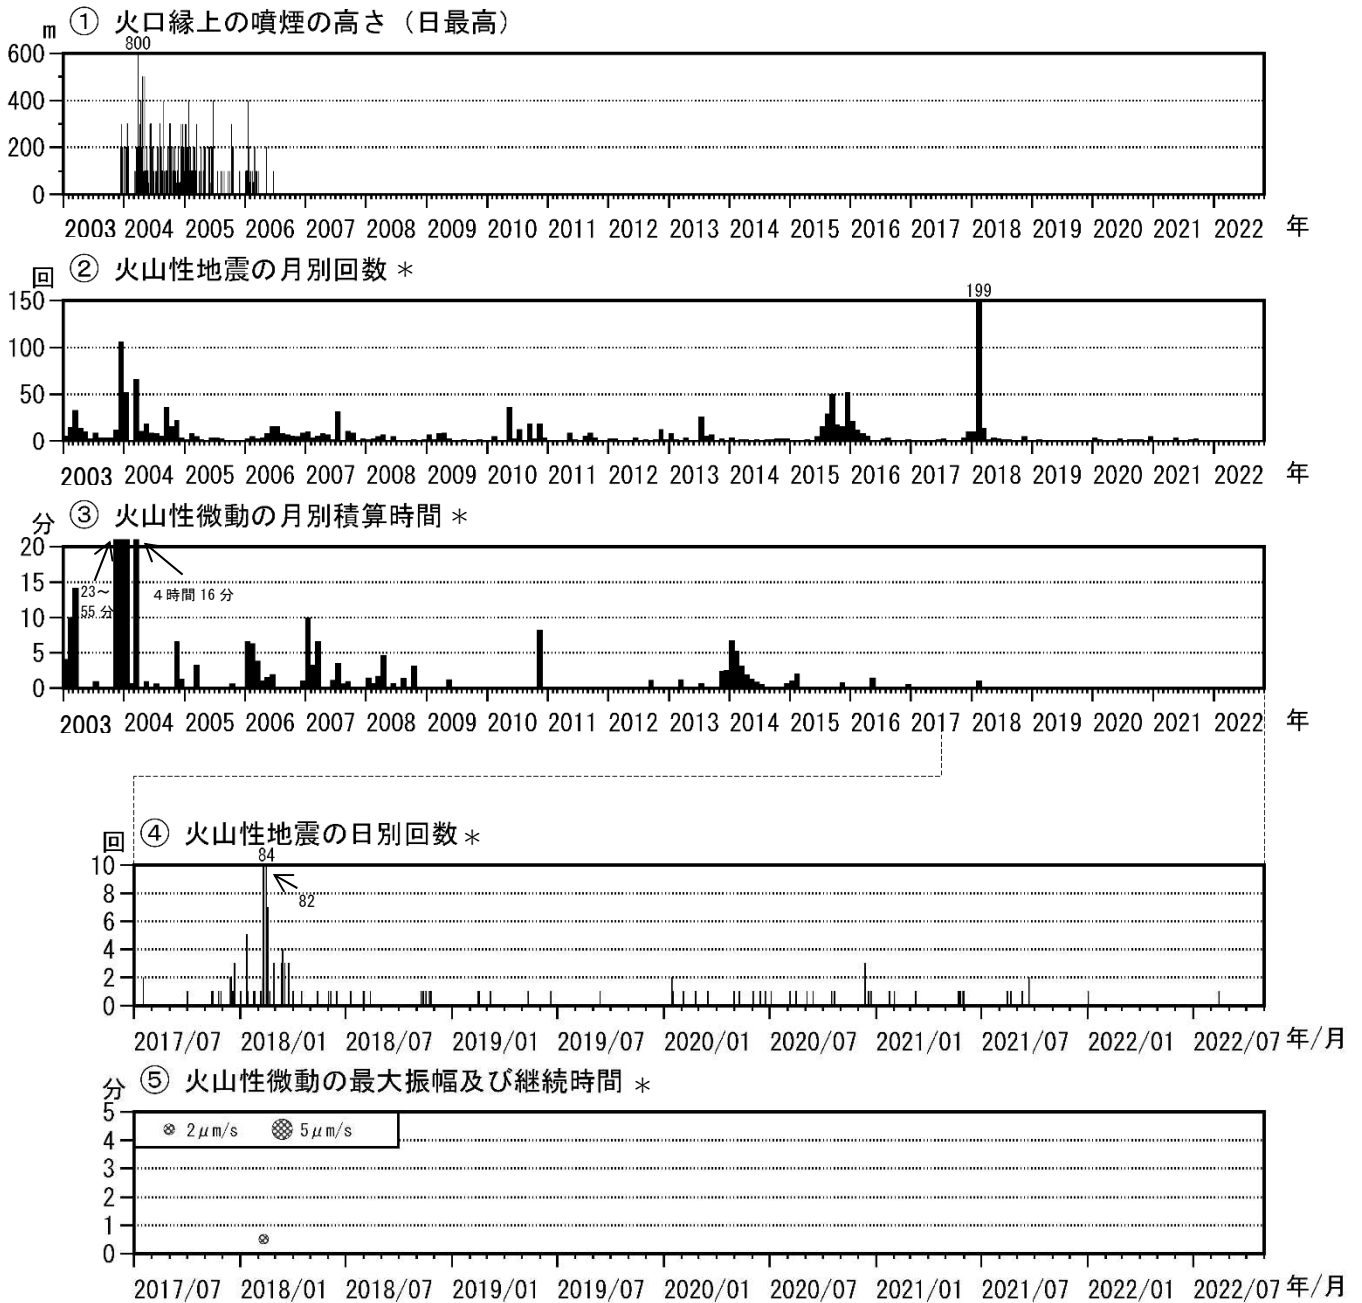 m ① 火口縁上の噴煙の高さ（日最高）
800
600
400
200
0
2003 2004 2005 2006 2007 2008 2009 2010 2011 2012 2013 2014 2015 2016 2017 2018 2019 2020 2021 2022 年
回 ② 火山性地震の月別回数＊
199
150
100
50
0
2003 2004 2005 2006 2007 2008 2009 2010 2011 2012 2013 2014 2015 2016 2017 2018 2019 2020 2021 2022 年
分 ③ 火山性微動の月別積算時間＊
20
15
23～
55 分
4 時間 16 分
10
5
0
2003 2004 2005 2006 2007 2008 2009 2010 2011 2012 2013 2014 2015 2016 2017 2018 2019 2020 2021 2022 年
回 ④ 火山性地震の日別回数＊
84
82
10
8
6
4
2
0
2017/07 2018/01 2018/07 2019/01 2019/07 2020/01 2020/07 2021/01 2021/07 2022/01 2022/07 年/月
分 ⑤ 火山性微動の最大振幅及び継続時間＊
2μm/s 5μm/s
5
4
3
2
1
0
2017/07 2018/01 2018/07 2019/01 2019/07 2020/01 2020/07 2021/01 2021/07 2022/01 2022/07 年/月